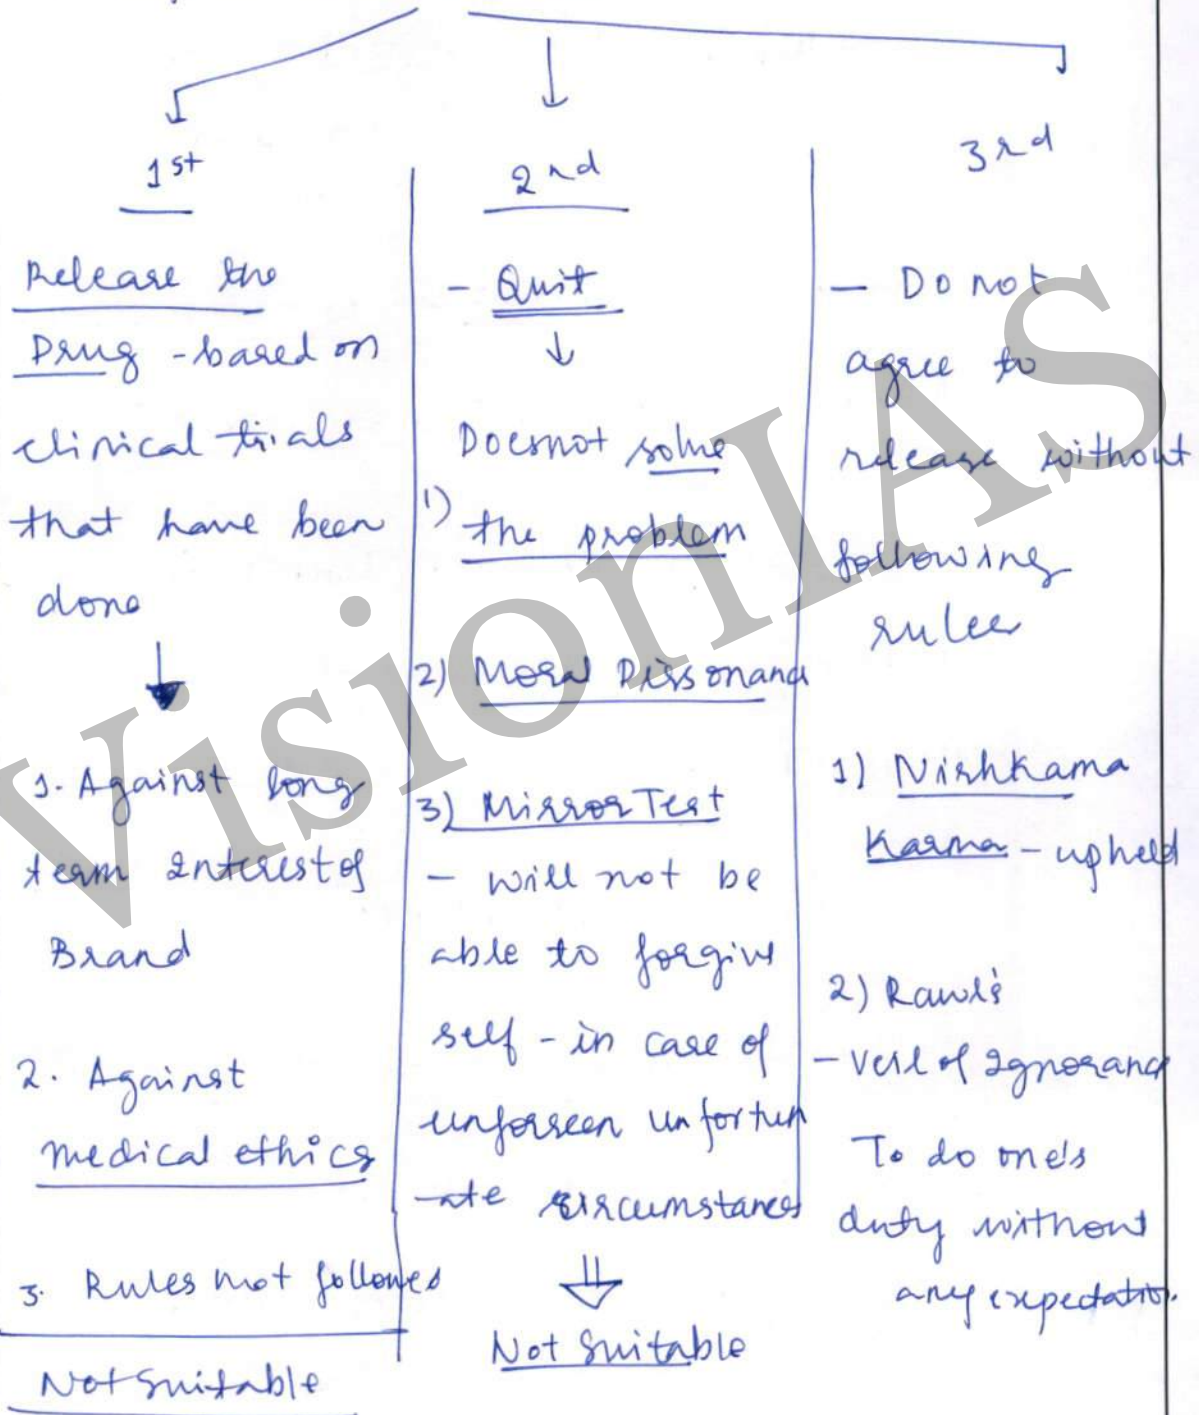 1st
Release the
Drug - based on
clinical trials
that have been
done
1. Against long
term Interest of
Brand
2. Against
medical ethics
3. Rules not followed
Not Suitable
2nd
- Quit
Doesnot solve
1) the problem
2) Moral Dissonance
3) Mirror Test
- will not be
able to forgive
self - in case of
unforseen unfortun
-ate circumstances
Not Suitable
3rd
- Do not
agree to
release without
following
rules
1) Nishkama
Karma - upheld
2) Rawl's
- Veil of Ignorance
To do one's
duty without
any expectation.
VisionIAS